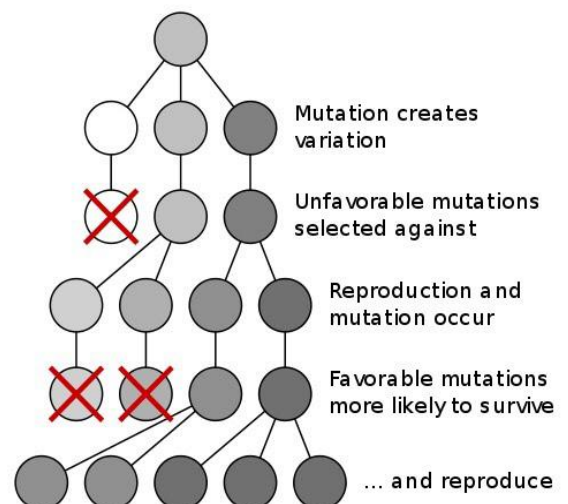 Mutation creates
variation
Unfavorable mutations
selected against
Reproduction and
mutation occur
Favorable mutations
more likely to survive
... and reproduce